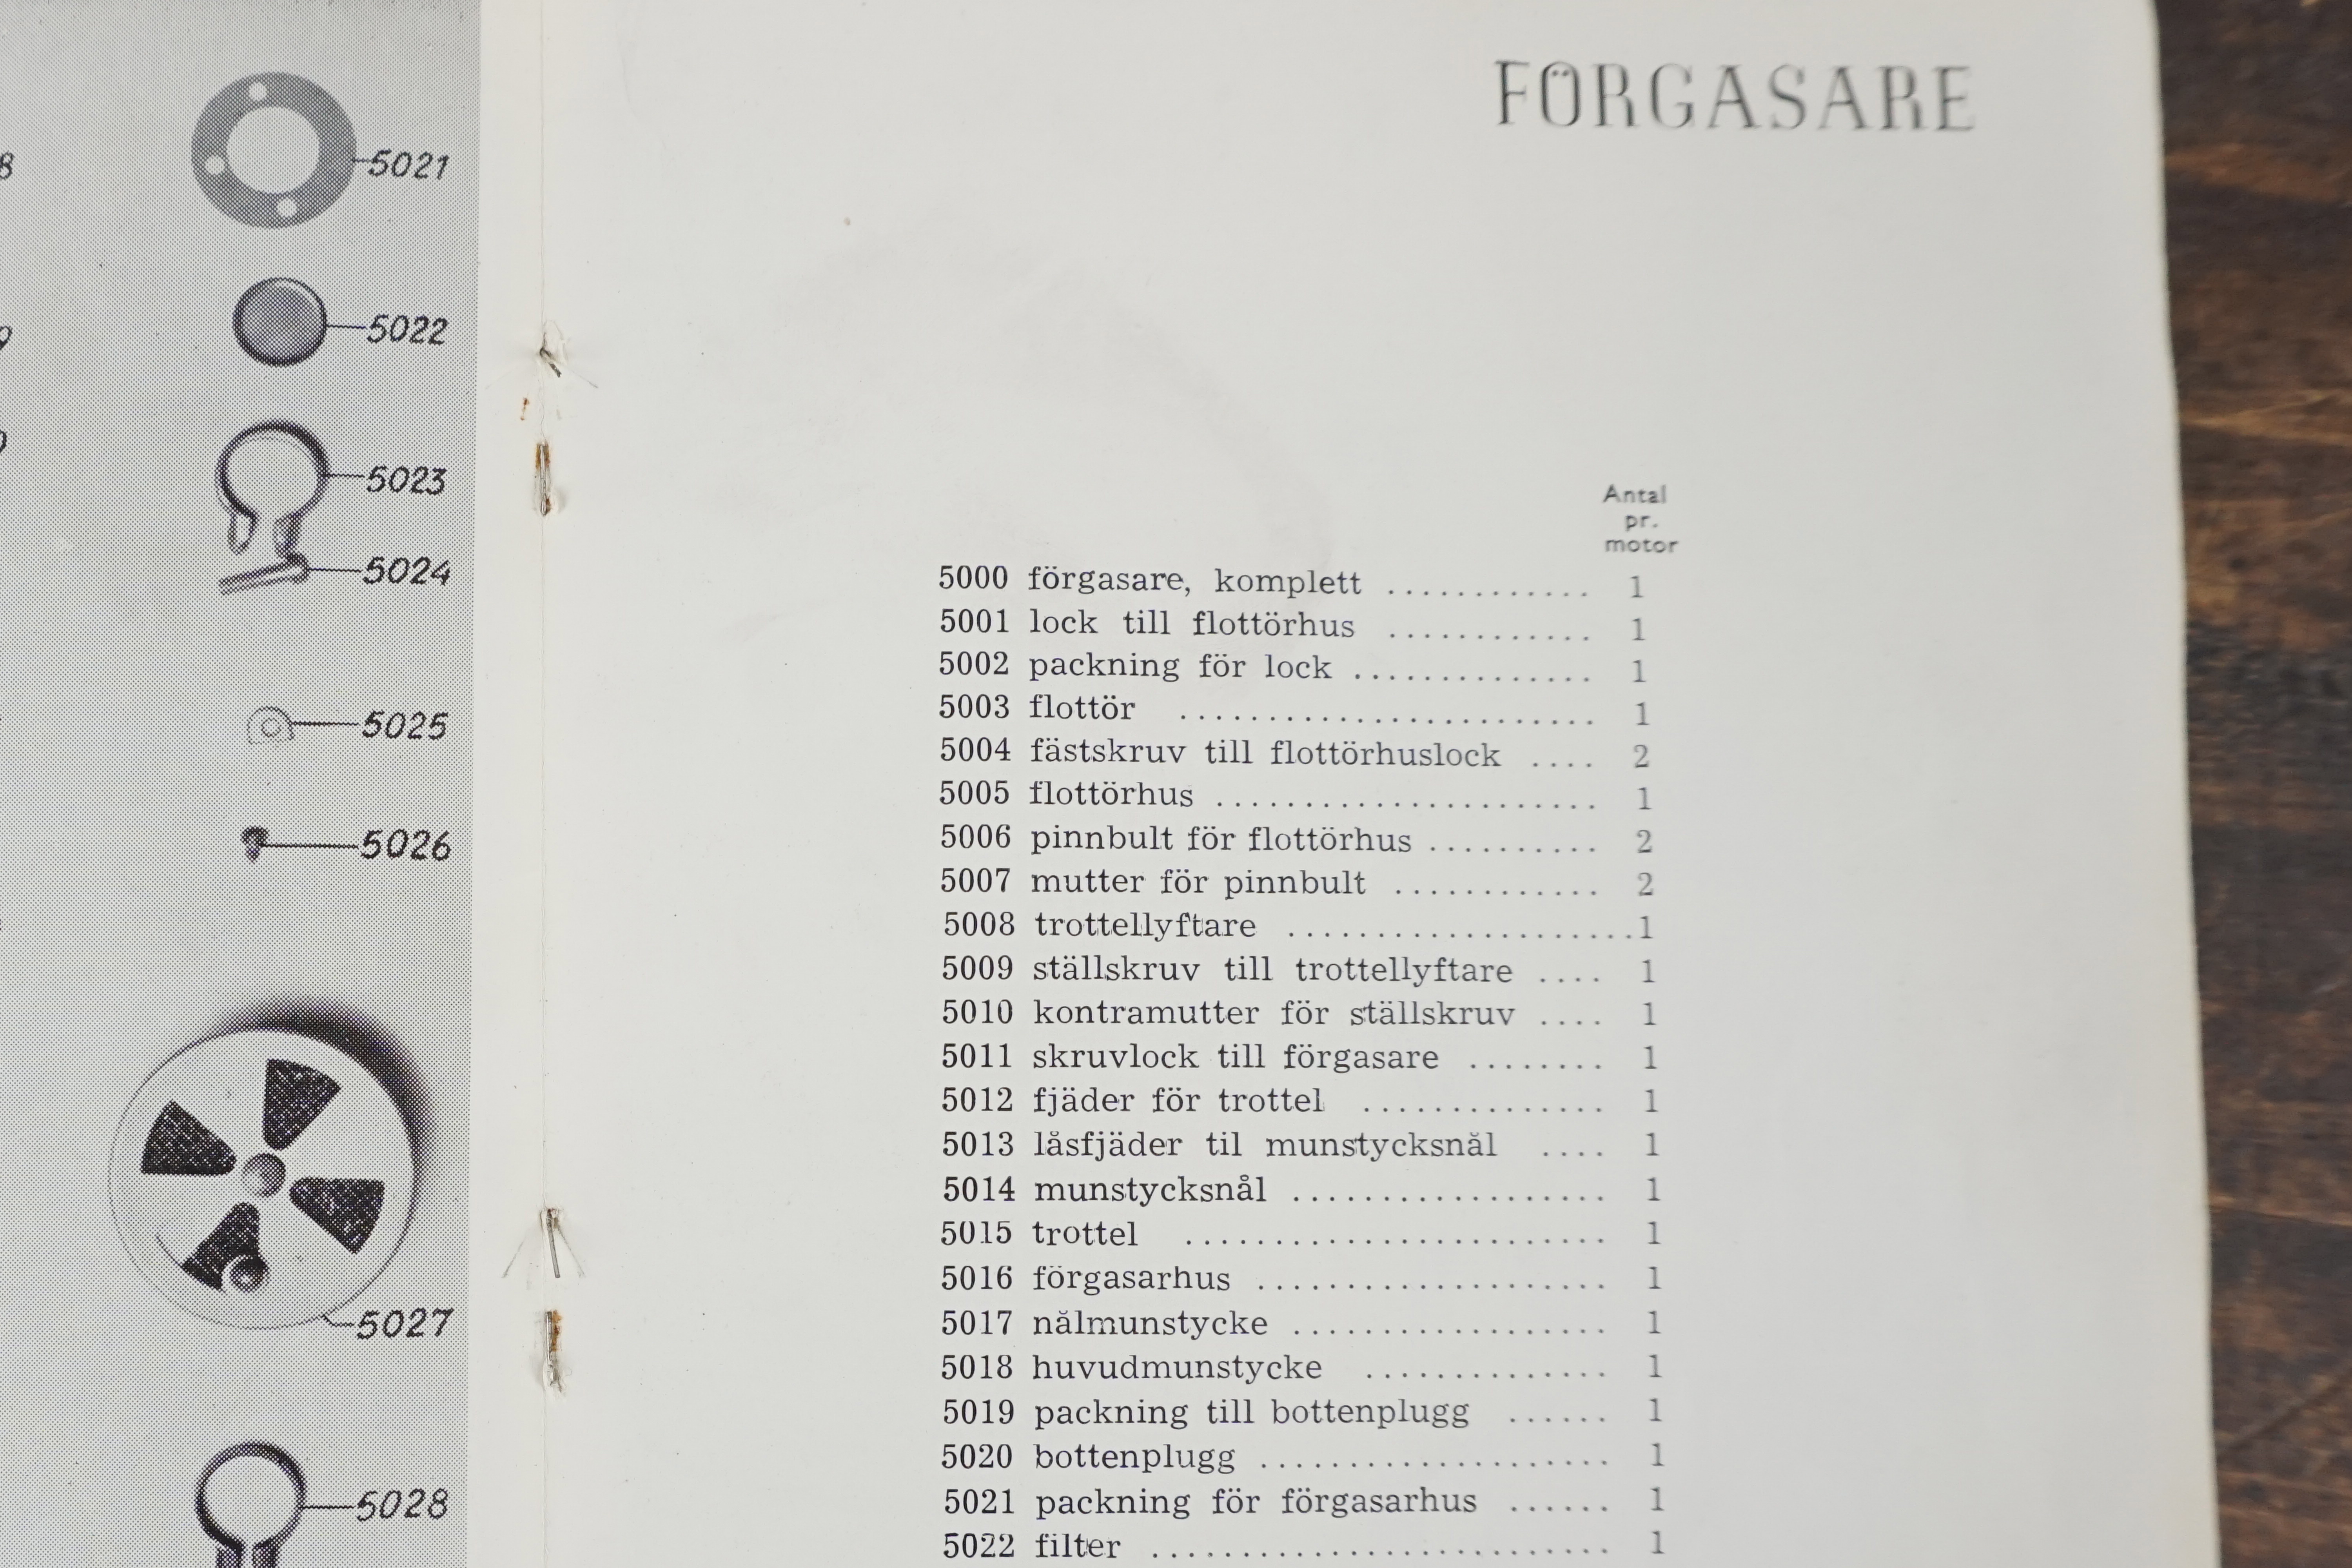 5021
5022
5023
5024
5025
5026
5027
5028
FÖRGASARE
Antal
pr.
motor
5000 förgasare, komplett ............ 1
5001 lock till flottörhus ............ 1
5002 packning för lock .............. 1
5003 flottör ........................ 1
5004 fästskruv till flottörhuslock .... 2
5005 flottörhus ...................... 1
5006 pinnbult för flottörhus .......... 2
5007 mutter för pinnbult ............ 2
5008 trottellyftare ....................1
5009 ställskruv till trottellyftare .... 1
5010 kontramutter för ställskruv .... 1
5011 skruvlock till förgasare ........ 1
5012 fjäder för trottel .............. 1
5013 låsfjäder til munstycksnål .... 1
5014 munstycksnål .................. 1
5015 trottel ........................ 1
5016 förgasarhus .................... 1
5017 nålmunstycke .................. 1
5018 huvudmunstycke .............. 1
5019 packning till bottenplugg ...... 1
5020 bottenplugg .................... 1
5021 packning för förgasarhus ...... 1
5022 filter .......................... 1